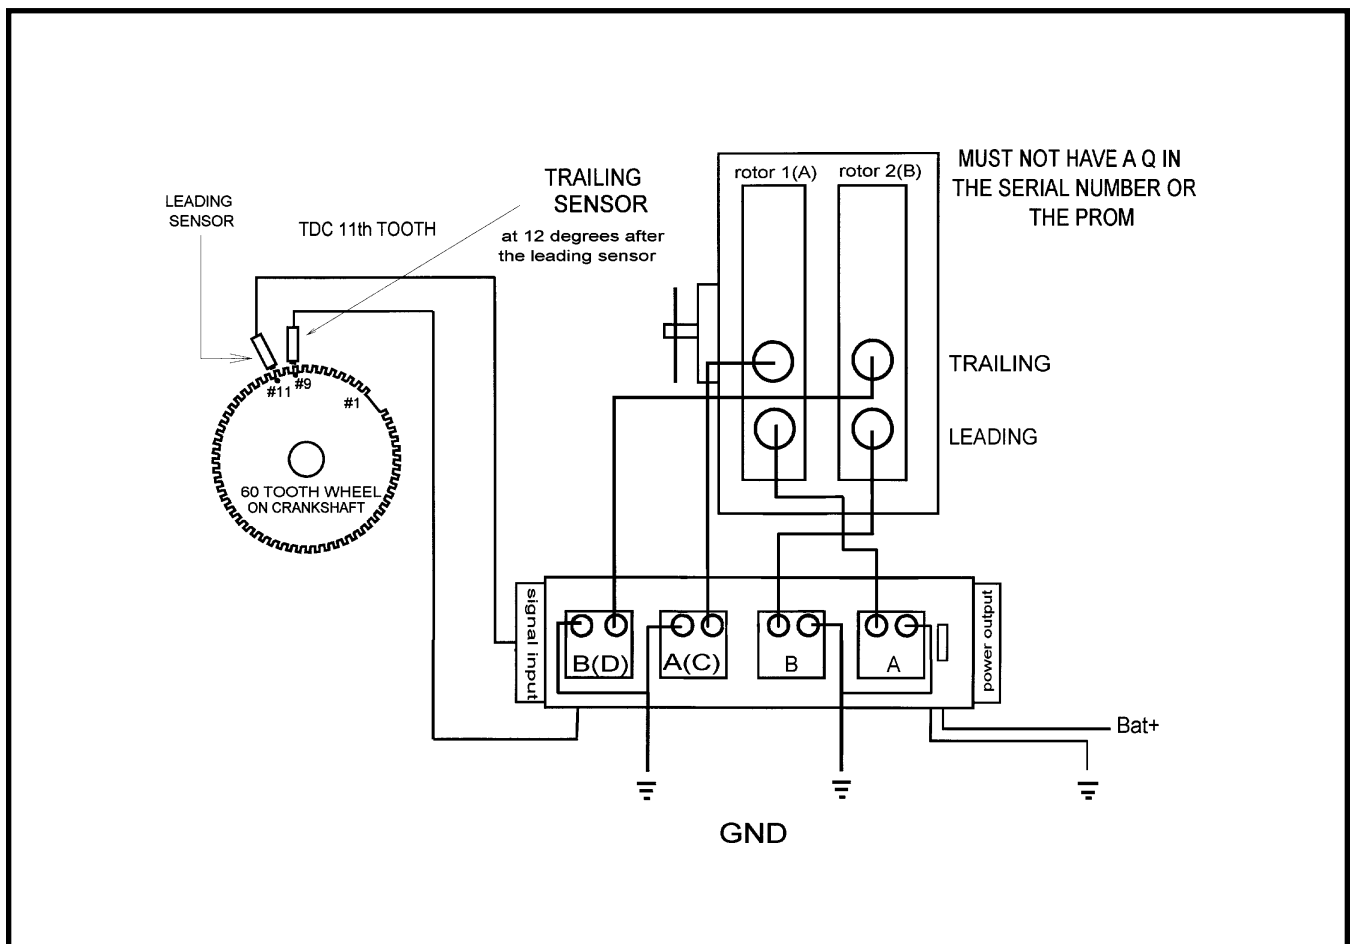 LEADING
SENSOR
TDC 11th TOOTH
TRAILING
SENSOR
at 12 degrees after
the leading sensor
#11
#9
#1
60 TOOTH WHEEL
ON CRANKSHAFT
rotor 1(A)
rotor 2(B)
MUST NOT HAVE A Q IN
THE SERIAL NUMBER OR
THE PROM
TRAILING
LEADING
signal input
B(D)
A(C)
B
A
power output
Bat+
GND